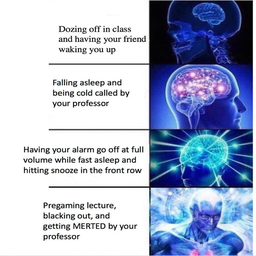 Dozing off in class
and having your friend
waking you up
Falling asleep and
being cold called by
your professor
Having your alarm go off at full
volume while fast asleep and
hitting snooze in the front row
Pregaming lecture,
blacking out, and
getting MERTED by your
professor